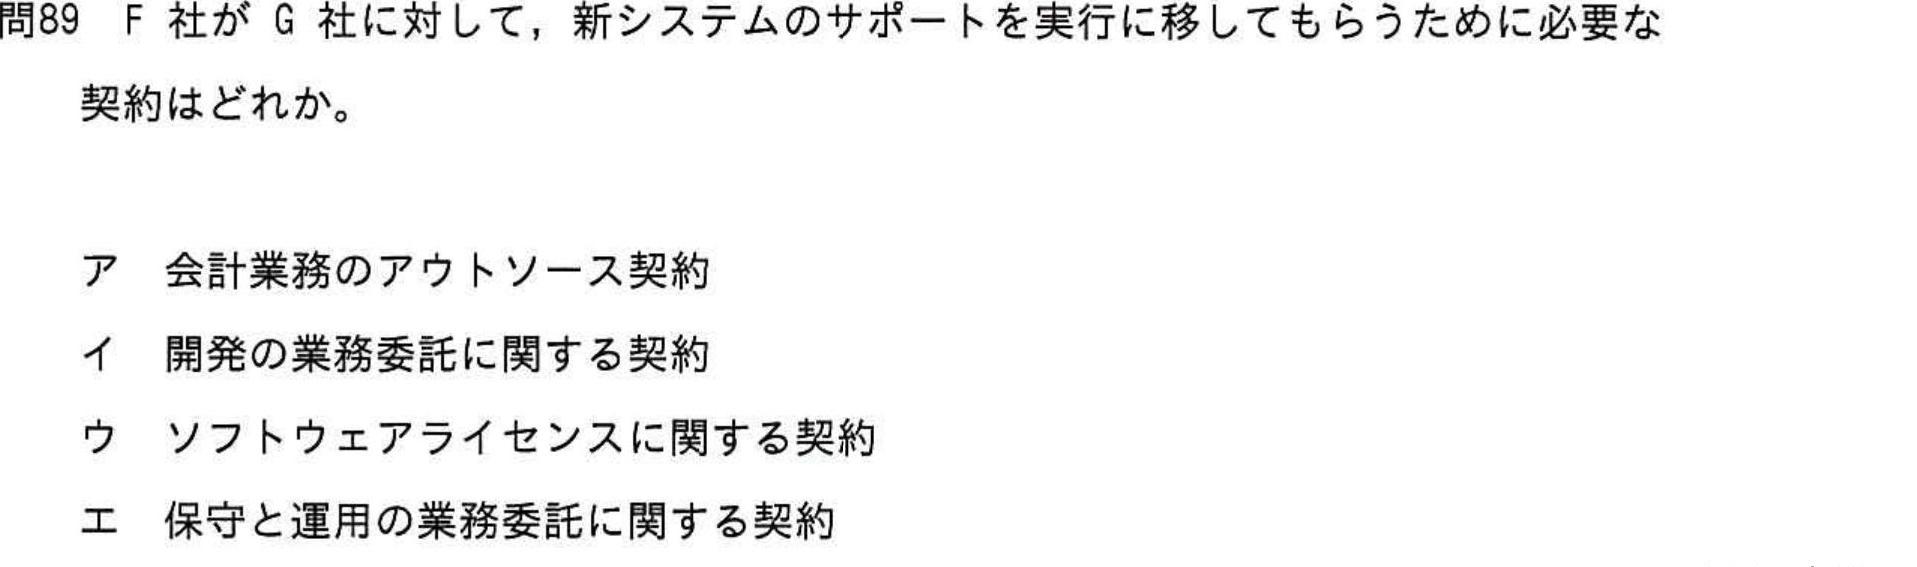 問89 F 社が G 社に対して，新システムのサポートを実行に移してもらうために必要な
契約はどれか。
ア 会計業務のアウトソース契約
イ 開発の業務委託に関する契約
ウ ソフトウェアライセンスに関する契約
エ 保守と運用の業務委託に関する契約